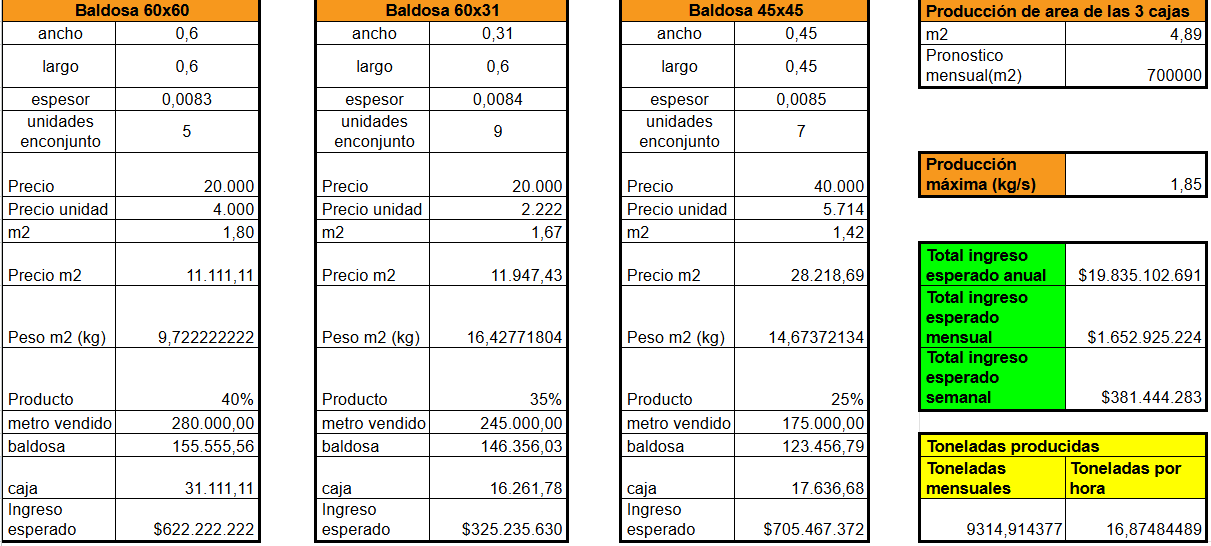 Baldosa 60x60
ancho 0,6
largo 0,6
espesor 0,0083
unidades
enconjunto 5
Precio 20.000
Precio unidad 4.000
m2 1,80
Precio m2 11.111,11
Peso m2 (kg) 9,722222222
Producto 40%
metro vendido 280.000,00
baldosa 155.555,56
caja 31.111,11
Ingreso
esperado $622.222.222
Baldosa 60x31
ancho 0,31
largo 0,6
espesor 0,0084
unidades
enconjunto 9
Precio 20.000
Precio unidad 2.222
m2 1,67
Precio m2 11.947,43
Peso m2 (kg) 16,42771804
Producto 35%
metro vendido 245.000,00
baldosa 146.356,03
caja 16.261,78
Ingreso
esperado $325.235.630
Baldosa 45x45
ancho 0,45
largo 0,45
espesor 0,0085
unidades
enconjunto 7
Precio 40.000
Precio unidad 5.714
m2 1,42
Precio m2 28.218,69
Peso m2 (kg) 14,67372134
Producto 25%
metro vendido 175.000,00
baldosa 123.456,79
caja 17.636,68
Ingreso
esperado $705.467.372
Producción de area de las 3 cajas
m2 4,89
Pronostico
mensual(m2) 700000
Producción
máxima (kg/s) 1,85
Total ingreso
esperado anual $19.835.102.691
Total ingreso
esperado
mensual $1.652.925.224
Total ingreso
esperado
semanal $381.444.283
Toneladas producidas
Toneladas
mensuales
Toneladas por
hora
9314,914377 16,87484489